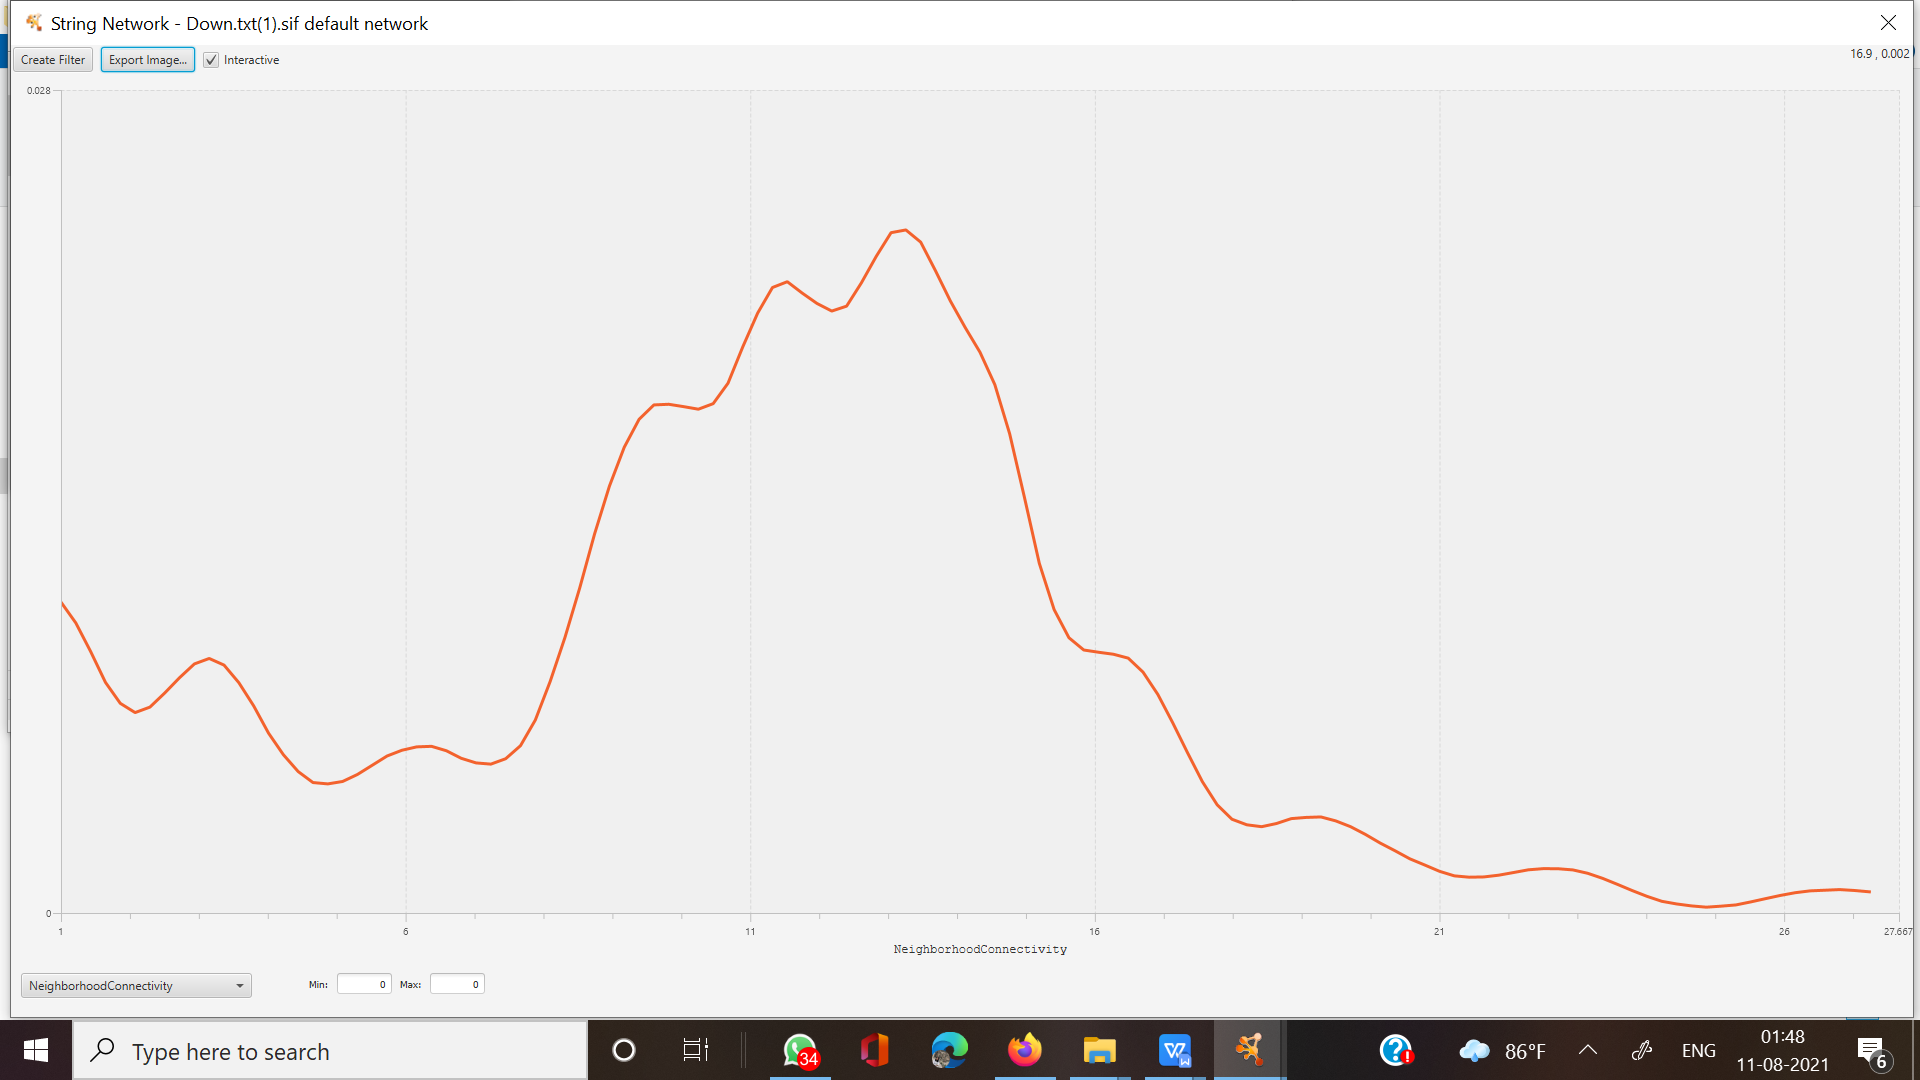 String Network - Down.txt(1).sif default network
Create Filter
Export Image...
Interactive
16.9 , 0.002
0.028
0
1
6
11
16
21
26
27.667
NeighborhoodConnectivity
NeighborhoodConnectivity
Min:
0
Max:
0
Type here to search
34
86°F
ENG
01:48
11-08-2021
6